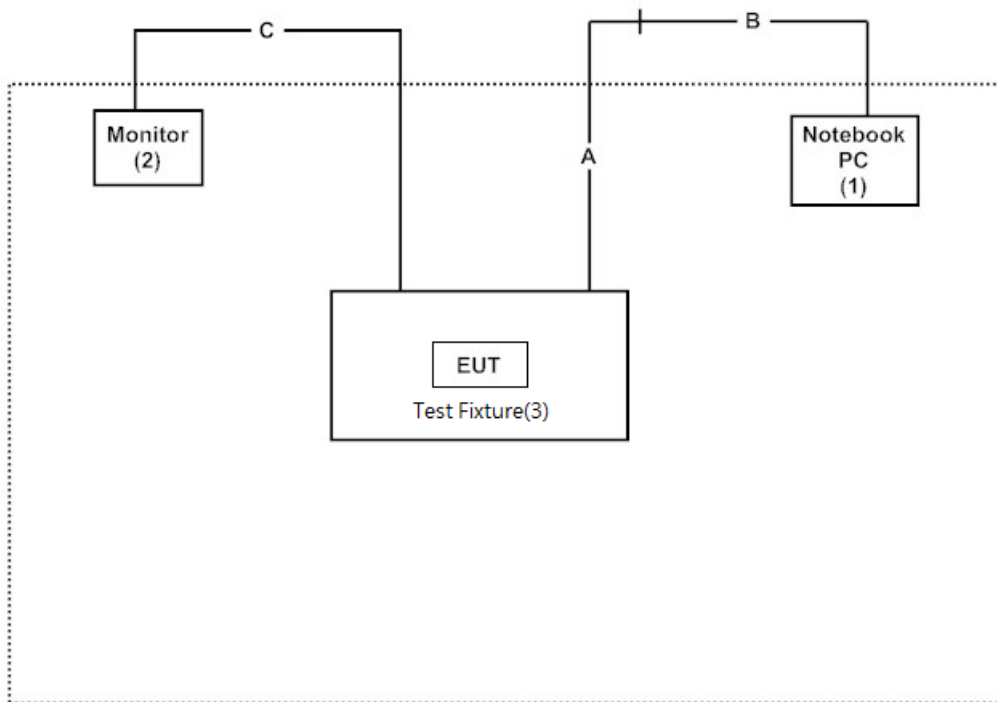 C
B
Monitor
(2)
Notebook
PC
(1)
A
EUT
Test Fixture(3)